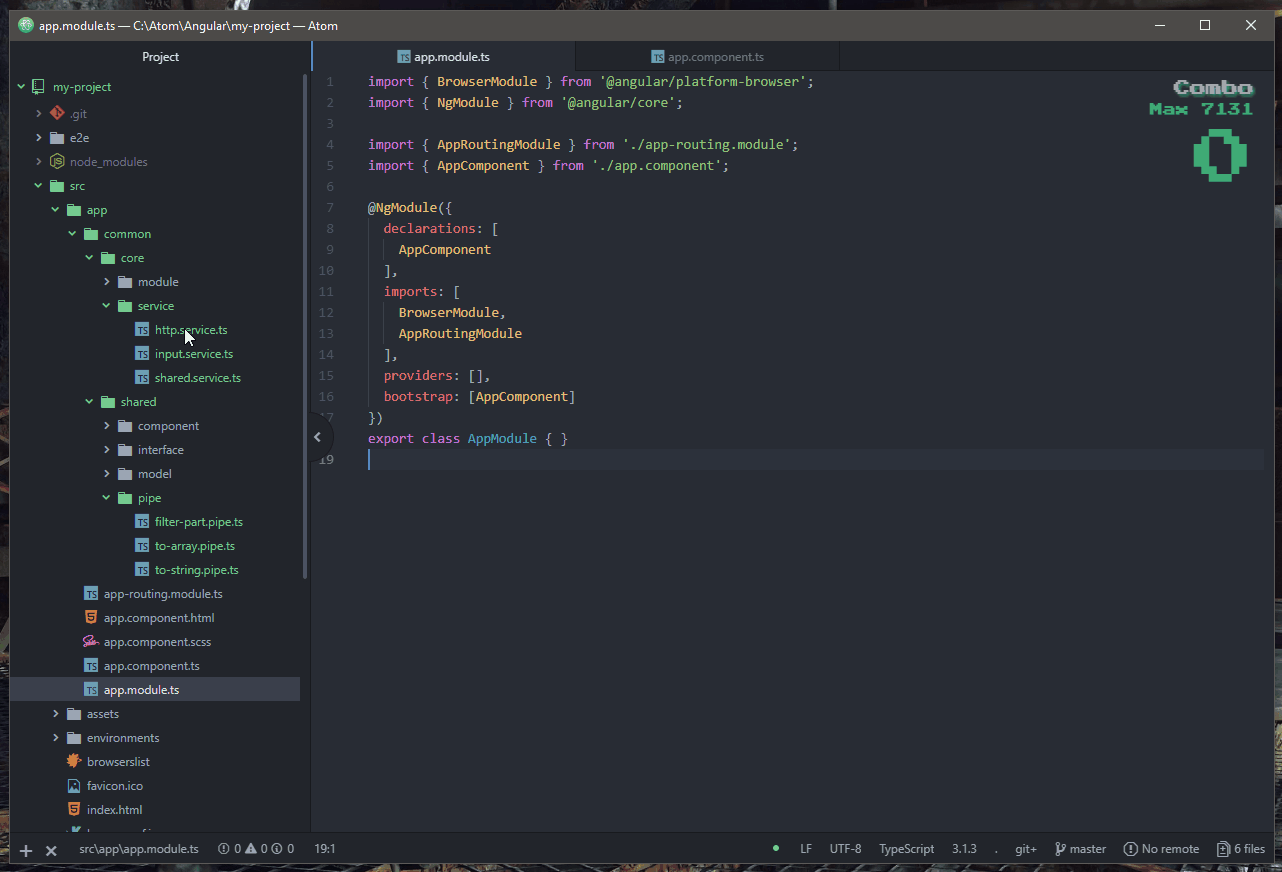 app.module.ts — C:\Atom\Angular\my-project — Atom
Project
my-project
.git
e2e
node_modules
src
app
common
core
module
service
http.service.ts
input.service.ts
shared.service.ts
shared
component
interface
model
pipe
filter-part.pipe.ts
to-array.pipe.ts
to-string.pipe.ts
app-routing.module.ts
app.component.html
app.component.scss
app.component.ts
app.module.ts
assets
environments
browserslist
favicon.ico
index.html
app.module.ts app.component.ts
1 import { BrowserModule } from '@angular/platform-browser';
2 import { NgModule } from '@angular/core';
3
4 import { AppRoutingModule } from './app-routing.module';
5 import { AppComponent } from './app.component';
6
7 @NgModule({
8 declarations: [
9 AppComponent
10 ],
11 imports: [
12 BrowserModule,
13 AppRoutingModule
14 ],
15 providers: [],
16 bootstrap: [AppComponent]
17 })
export class AppModule { }
19
Combo
Max 7131
0
src\app\app.module.ts 0 0 0 19:1 LF UTF-8 TypeScript 3.1.3 . git+ master No remote 6 files